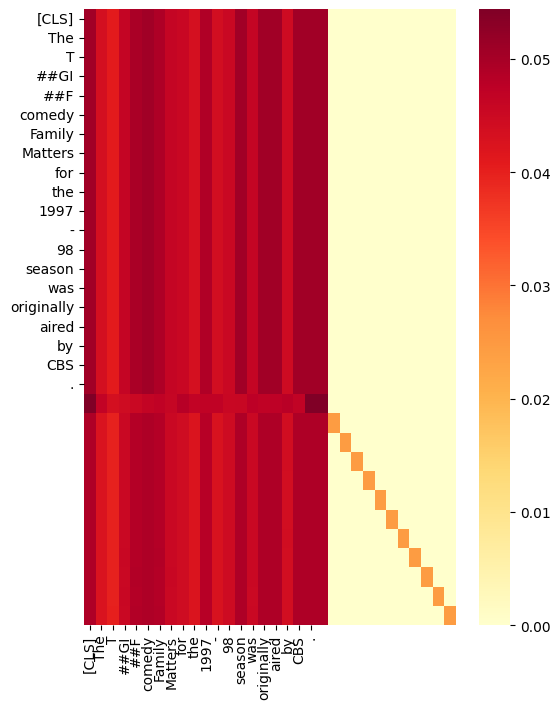 [CLS]
The
T
##GI
##F
comedy
Family
Matters
for
the
1997
-
98
season
was
originally
aired
by
CBS
.
0.05
0.04
0.03
0.02
0.01
0.00
[CLS]
The
T
##GI
##F
comedy
Family
Matters
for
the
1997
-
98
season
was
originally
aired
by
CBS
.